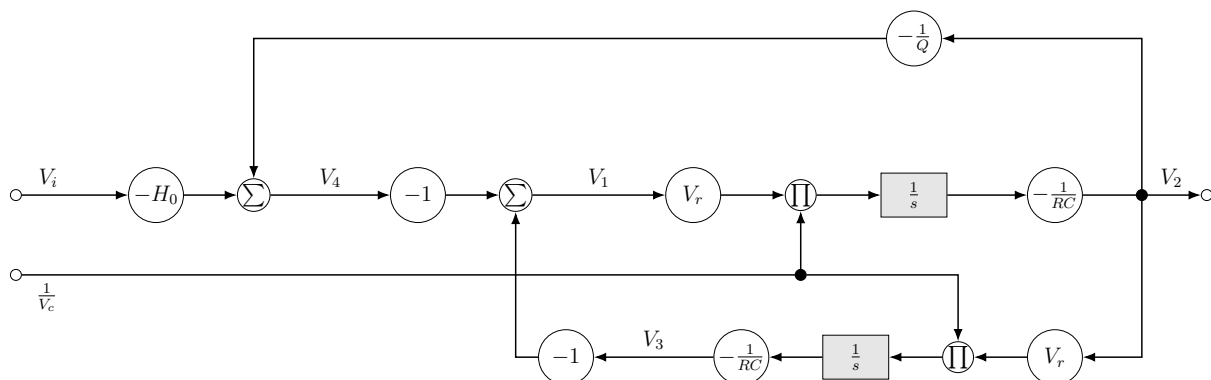 −1/Q
V_i −H_0 ∑ V_4 −1 ∑ V_1 V_r ∏ 1/s −1/RC V_2
1/V_c
−1 V_3 −1/RC 1/s ∏ V_r